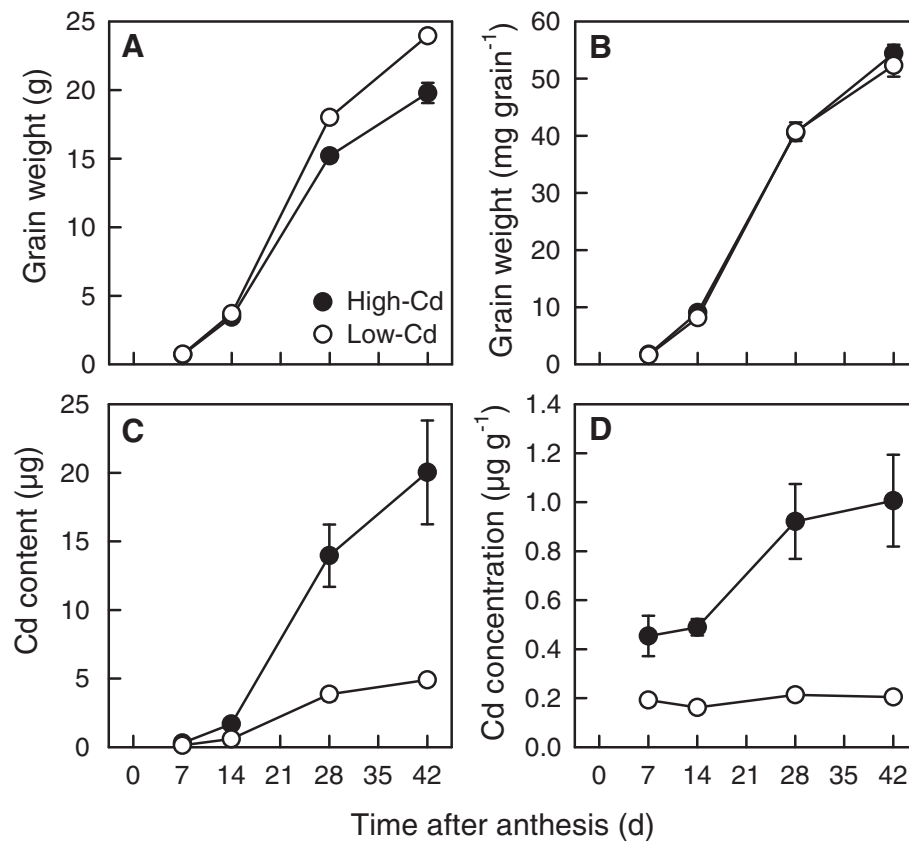 A
25
20
15
10
5
0
Grain weight (g)
High-Cd
Low-Cd
B
60
50
40
30
20
10
0
Grain weight (mg grain⁻¹)
C
25
20
15
10
5
0
Cd content (µg)
0 7 14 21 28 35 42
D
1.4
1.2
1.0
0.8
0.6
0.4
0.2
0.0
Cd concentration (µg g⁻¹)
0 7 14 21 28 35 42
Time after anthesis (d)